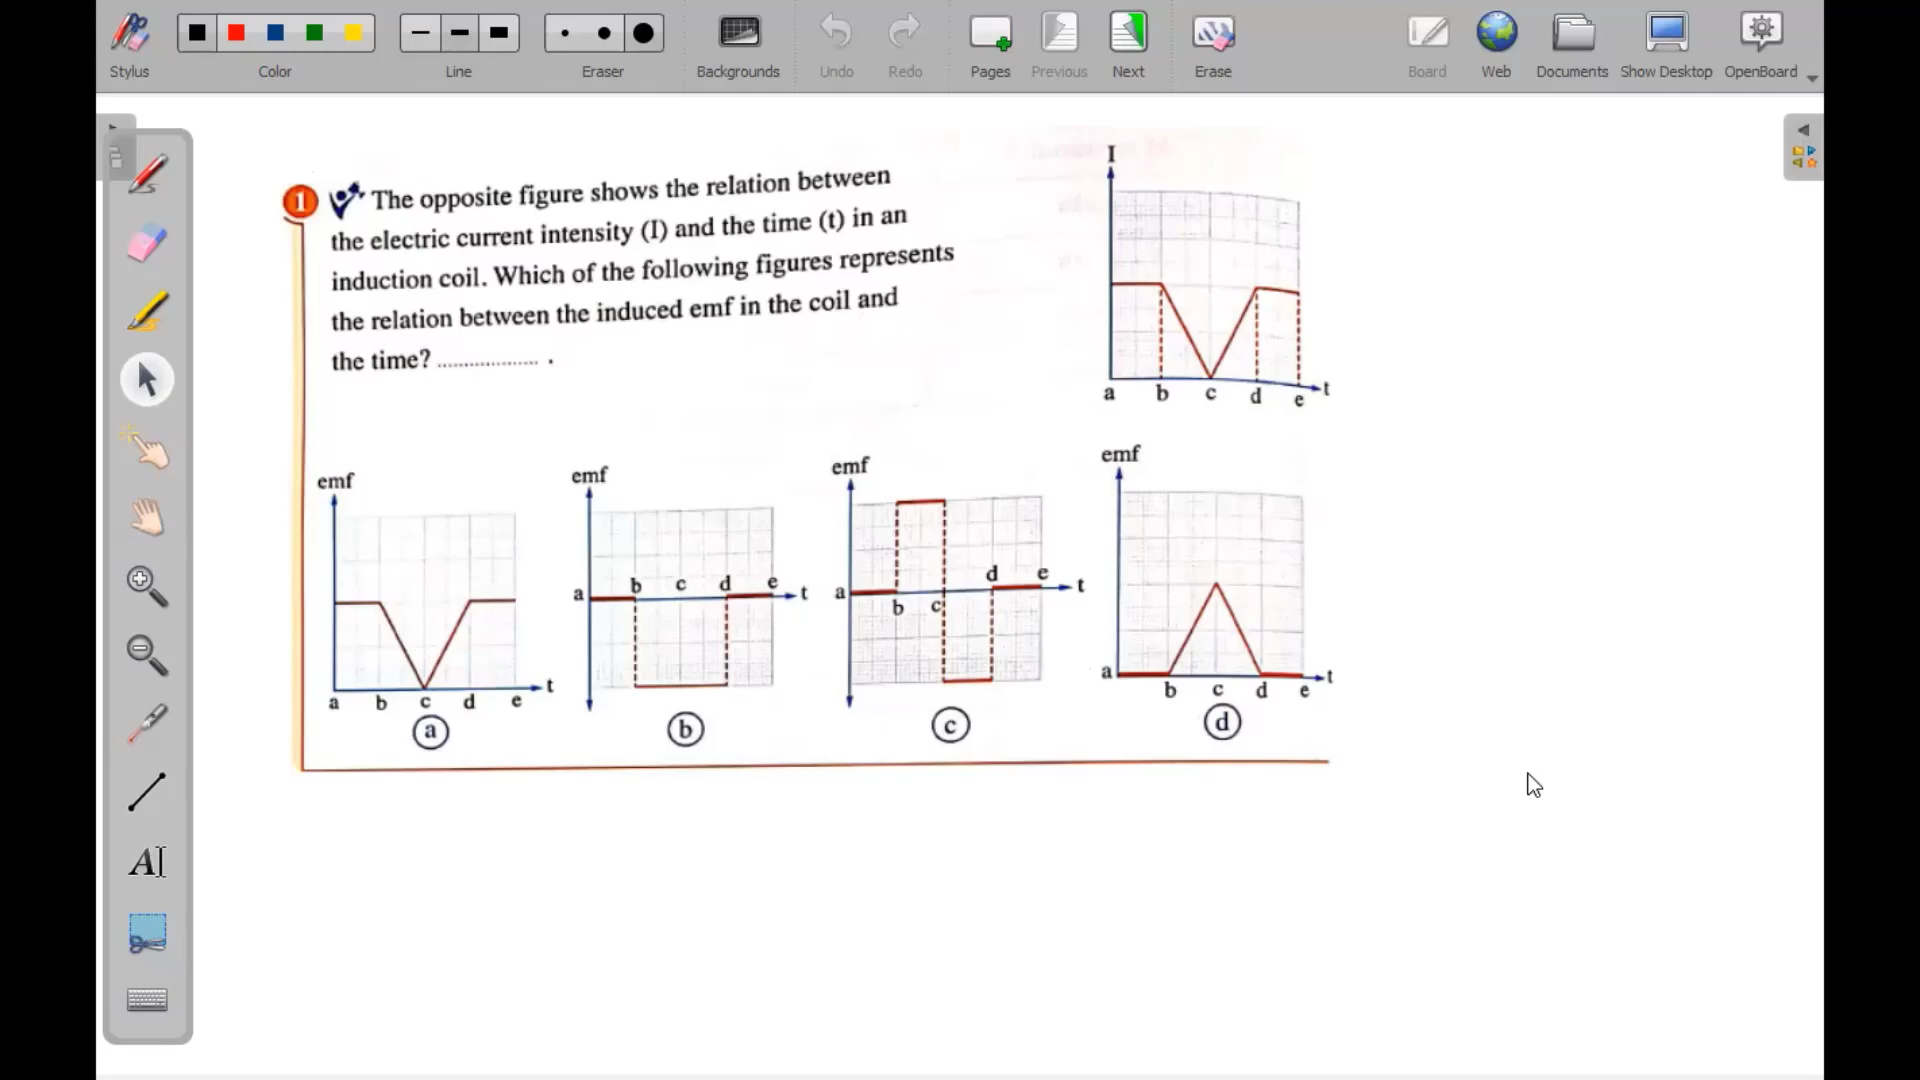 Stylus
Color
Line
Eraser
Backgrounds
Undo
Redo
Pages
Previous
Next
Erase
Board
Web
Documents
Show Desktop
OpenBoard
1 The opposite figure shows the relation between
the electric current intensity (I) and the time (t) in an
induction coil. Which of the following figures represents
the relation between the induced emf in the coil and
the time? .................... .
I
t
a b c d e
emf
a b c d e t
a
emf
a b c d e t
b
emf
a b c d e t
c
emf
a b c d e t
d
AI